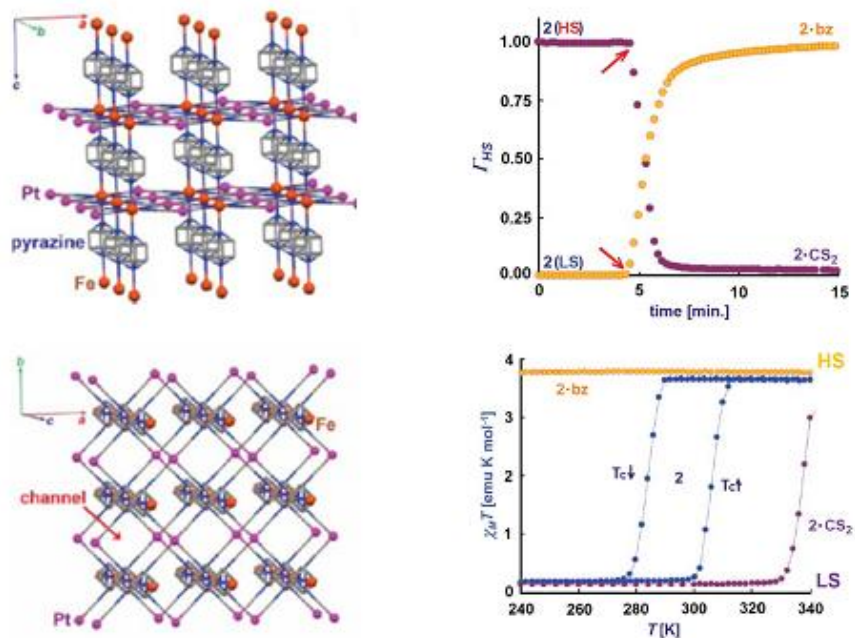 a
b
c
Pt
pyrazine
Fe
2(HS)
2·bz
1.00
0.75
0.50
0.25
0.00
Γ_HS
2(LS)
2·CS₂
0
5
10
15
time [min.]
b
c
a
Fe
channel
Pt
HS
4
3
2
1
0
2·bz
Tc↓
2
Tc↑
2·CS₂
LS
χ_M T [emu K mol⁻¹]
240
260
280
300
320
340
T [K]